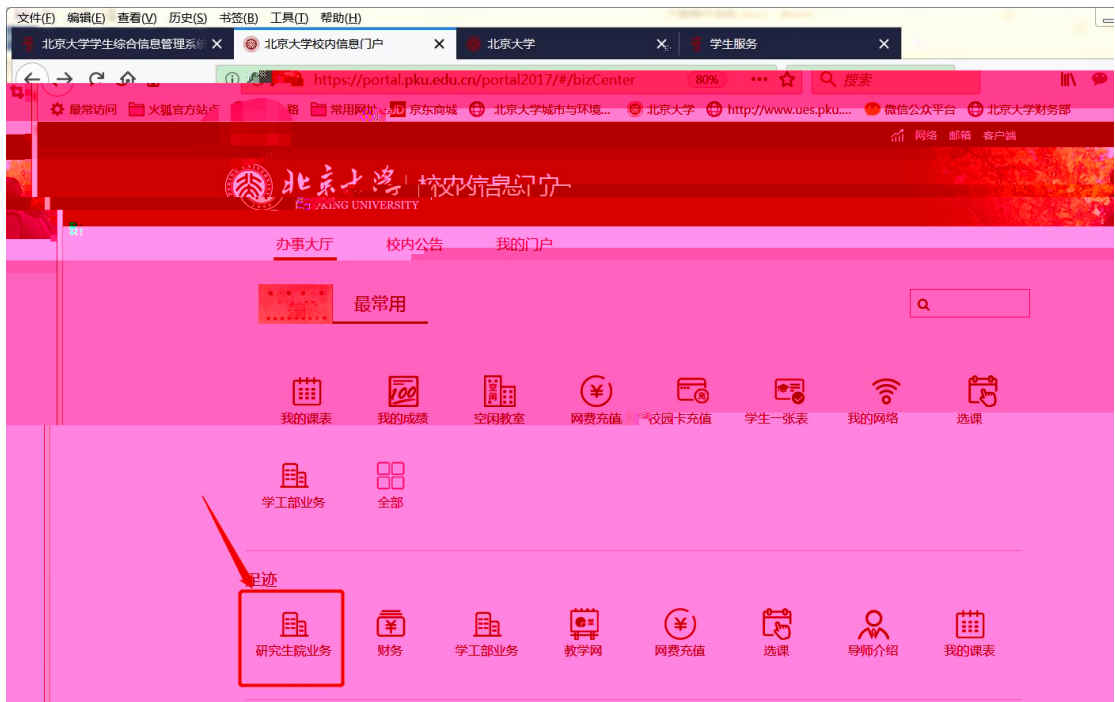 文件(F) 编辑(E) 查看(V) 历史(S) 书签(B) 工具(T) 帮助(H)
北京大学学生综合信息管理系统 北京大学校内信息门户 北京大学 学生服务
https://portal.pku.edu.cn/portal2017/#/bizCenter 80% 搜索
最常访问 火狐官方站点 路 常用网址 JD 京东商城 北京大学城市与环境... 北京大学 http://www.ues.pku.... 微信公众平台 北京大学财务部
网络 邮箱 客户端
北京大学 校内信息门户
PEKING UNIVERSITY
办事大厅 校内公告 我的门户
最常用
我的课表 我的成绩 空闲教室 网费充值 校园卡充值 学生一张表 我的网络 选课
学工部业务 全部
足迹
研究生院业务 财务 学工部业务 教学网 网费充值 选课 导师介绍 我的课表